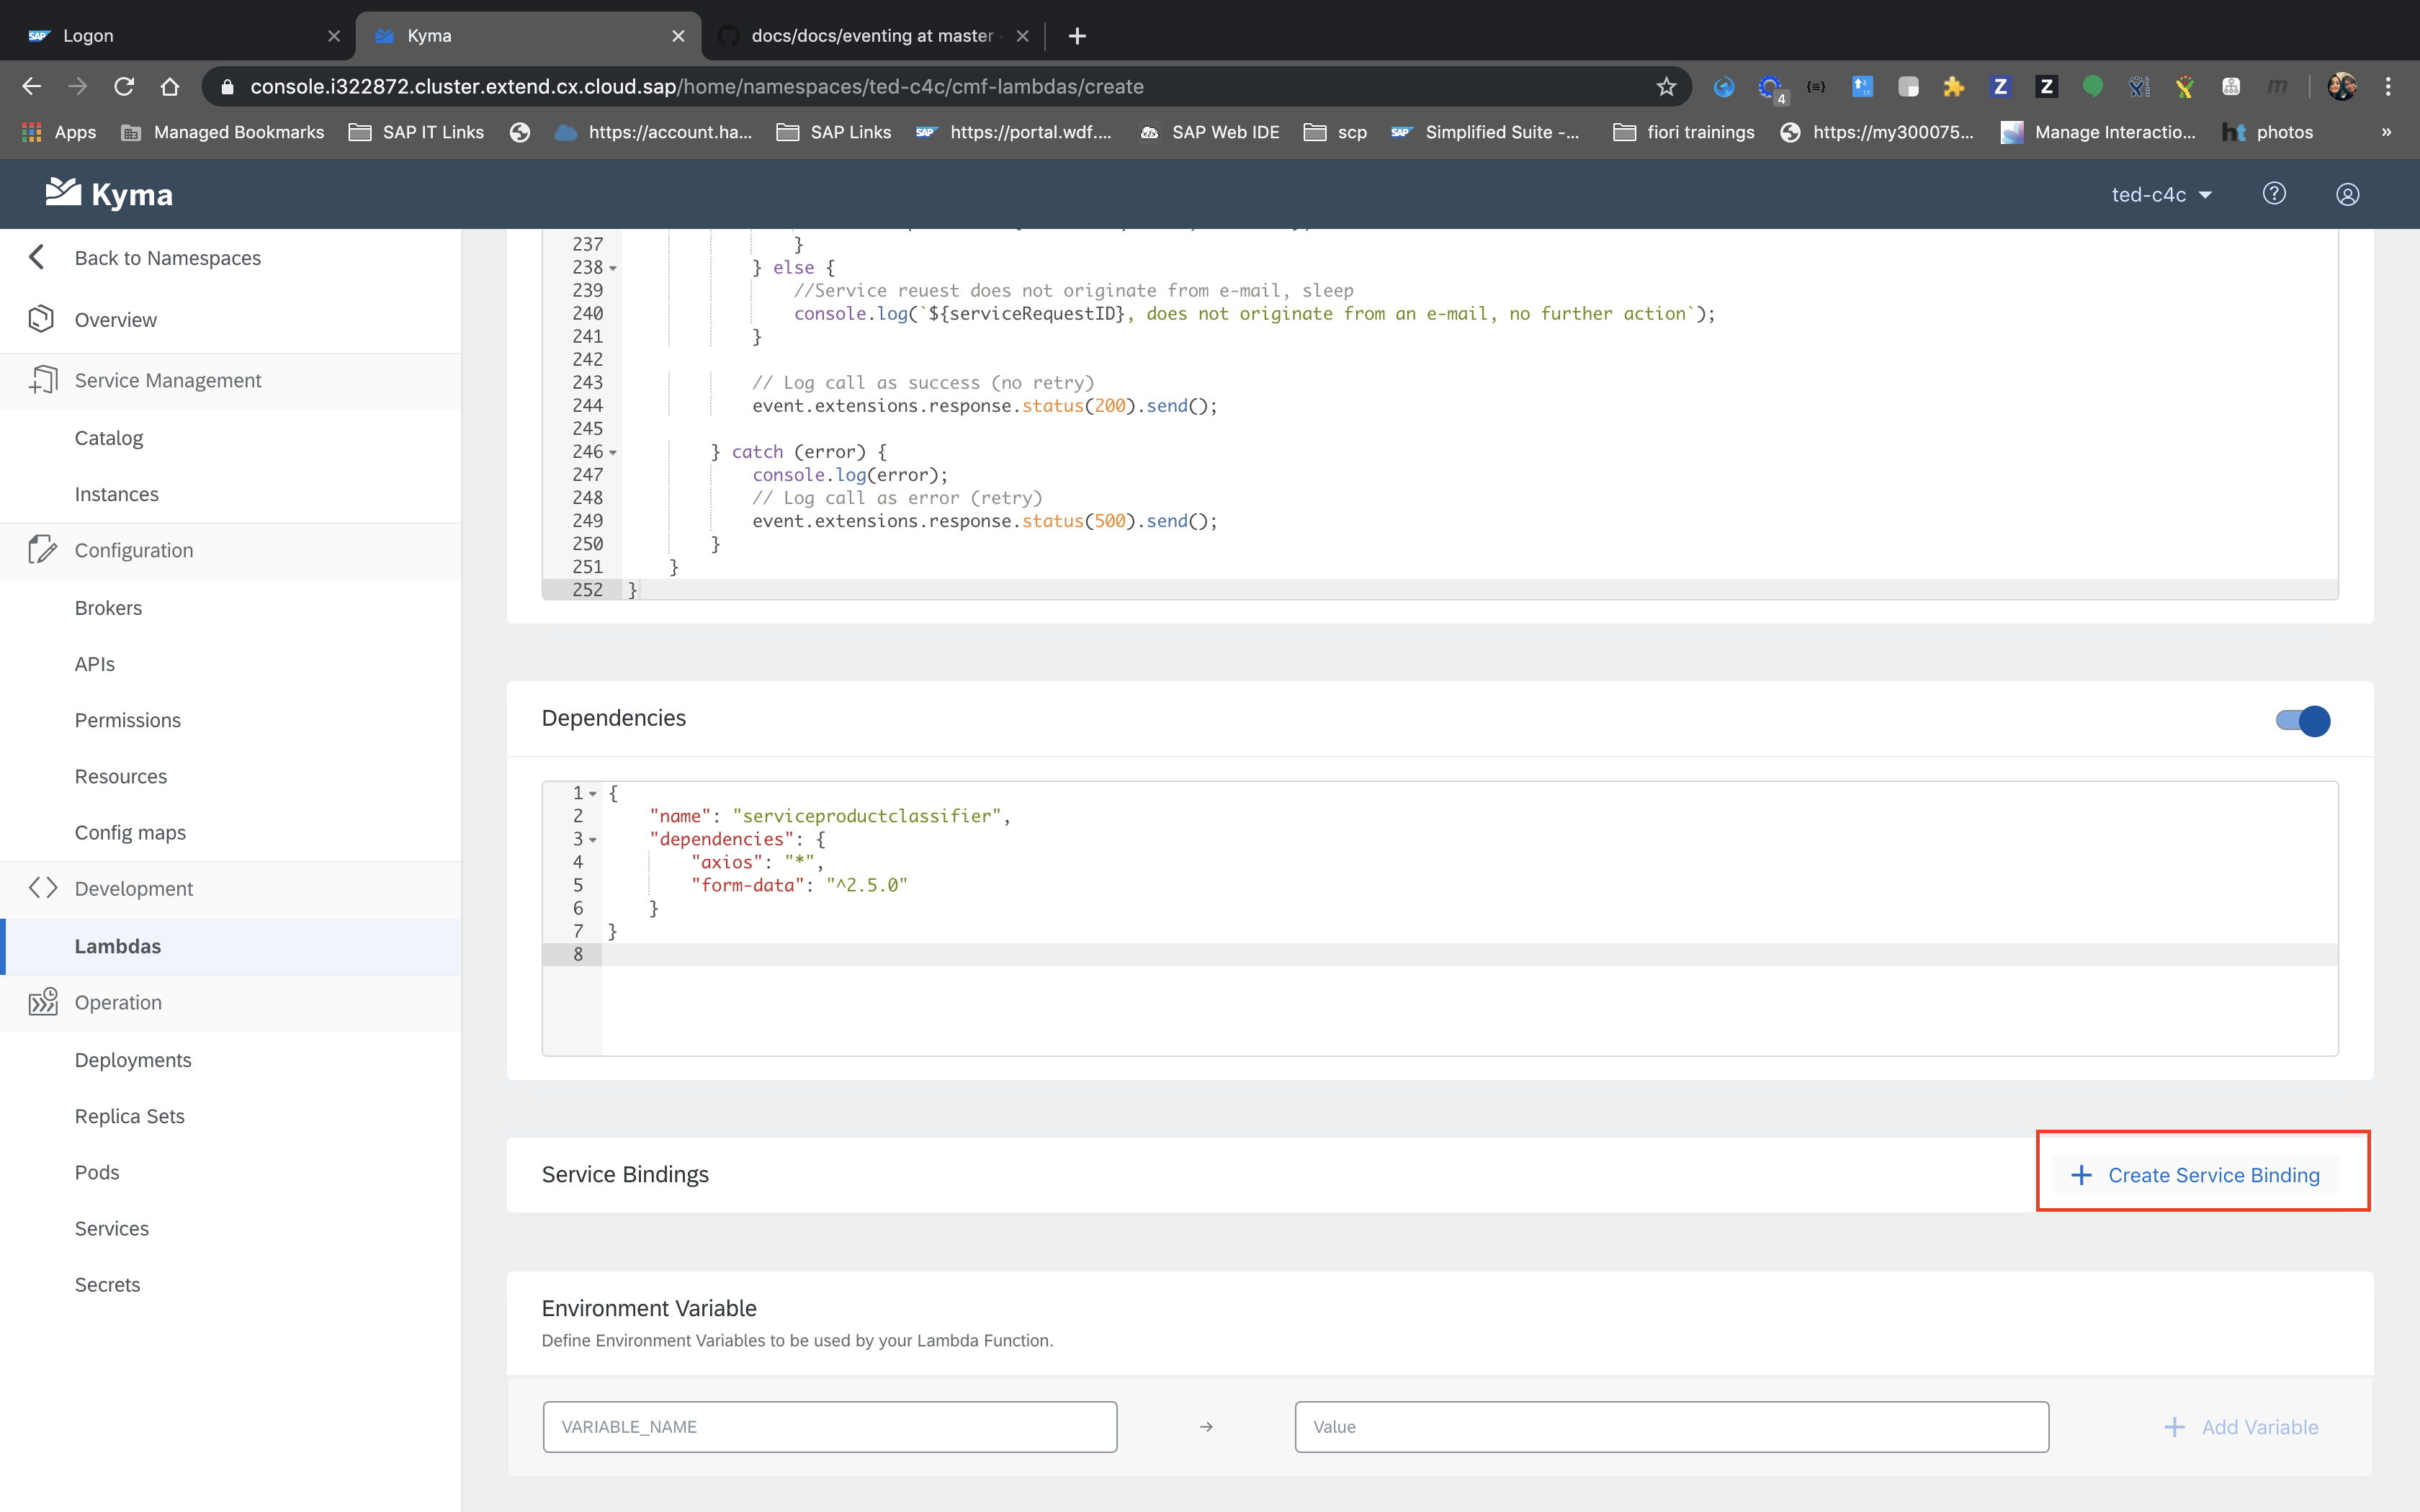 SAP Logon
Kyma
docs/docs/eventing at master
console.i322872.cluster.extend.cx.cloud.sap/home/namespaces/ted-c4c/cmf-lambdas/create
4
{≡}
Z
Z
m
Apps
Managed Bookmarks
SAP IT Links
https://account.ha...
SAP Links
SAP https://portal.wdf....
SAP Web IDE
scp
SAP Simplified Suite -...
fiori trainings
https://my300075...
Manage Interactio...
ht photos
»
Kyma
ted-c4c
?
Back to Namespaces
Overview
Service Management
Catalog
Instances
Configuration
Brokers
APIs
Permissions
Resources
Config maps
Development
Lambdas
Operation
Deployments
Replica Sets
Pods
Services
Secrets
237 }
238 } else {
239 //Service reuest does not originate from e-mail, sleep
240 console.log(`${serviceRequestID}, does not originate from an e-mail, no further action`);
241 }
242
243 // Log call as success (no retry)
244 event.extensions.response.status(200).send();
245
246 } catch (error) {
247 console.log(error);
248 // Log call as error (retry)
249 event.extensions.response.status(500).send();
250 }
251 }
252 }
Dependencies
1 {
2 "name": "serviceproductclassifier",
3 "dependencies": {
4 "axios": "*",
5 "form-data": "^2.5.0"
6 }
7 }
8
Service Bindings
+ Create Service Binding
Environment Variable
Define Environment Variables to be used by your Lambda Function.
VARIABLE_NAME → Value + Add Variable